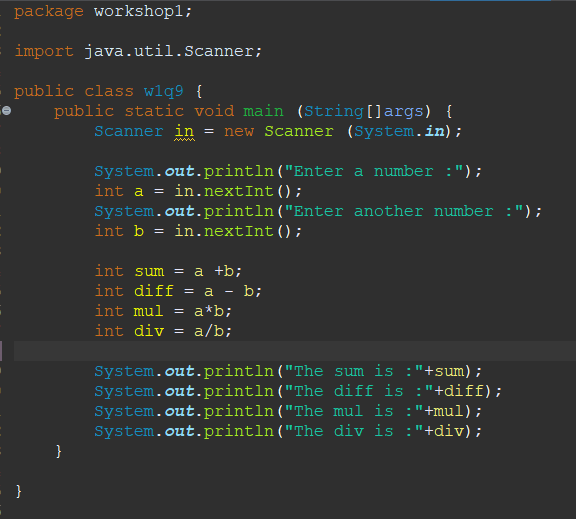 package workshop1;
import java.util.Scanner;
public class w1q9 {
public static void main (String[]args) {
Scanner in = new Scanner (System.in);
System.out.println("Enter a number :");
int a = in.nextInt();
System.out.println("Enter another number :");
int b = in.nextInt();
int sum = a +b;
int diff = a - b;
int mul = a*b;
int div = a/b;
System.out.println("The sum is :"+sum);
System.out.println("The diff is :"+diff);
System.out.println("The mul is :"+mul);
System.out.println("The div is :"+div);
}
}